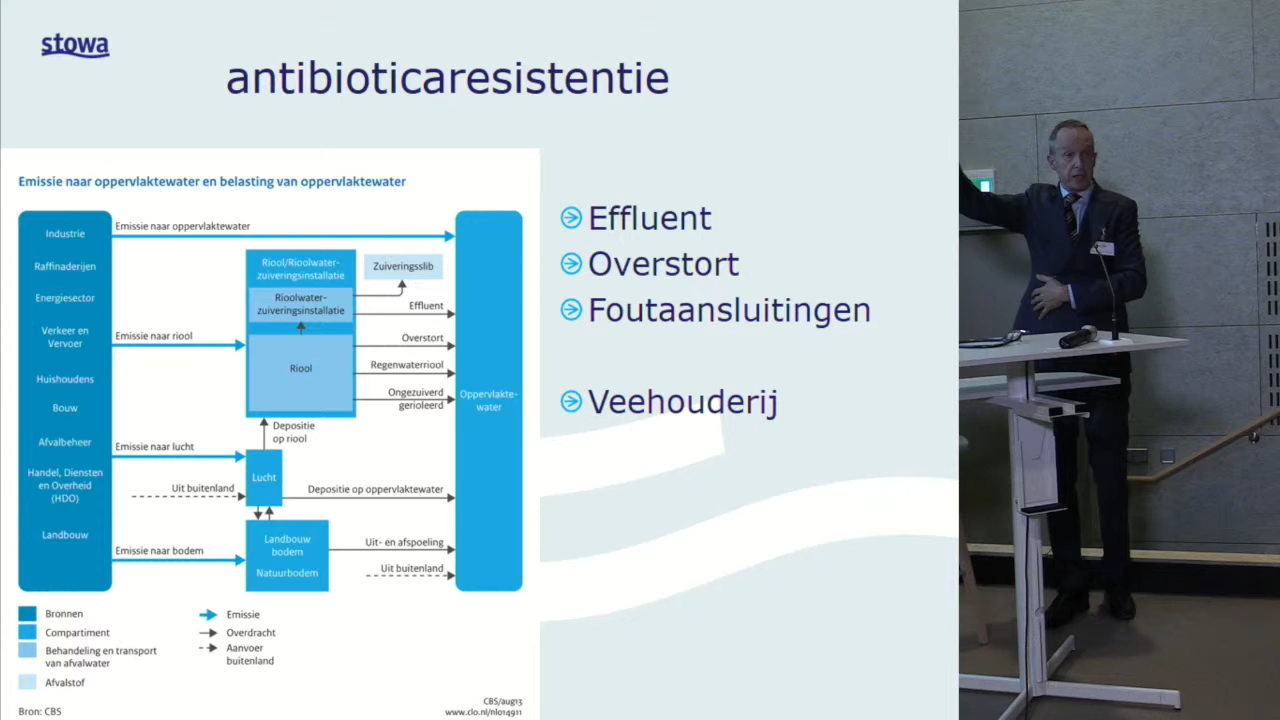 stowa
antibioticaresistentie
Emissie naar oppervlaktewater en belasting van oppervlaktewater
Industrie
Raffinaderijen
Energiesector
Verkeer en
Vervoer
Huishoudens
Bouw
Afvalbeheer
Handel, Diensten
en Overheid
(HDO)
Landbouw
Emissie naar oppervlaktewater
Emissie naar riool
Emissie naar lucht
Uit buitenland
Emissie naar bodem
Riool/Rioolwater-
zuiveringsinstallatie
Rioolwater-
zuiveringsinstallatie
Riool
Zuiveringsslib
Effluent
Overstort
Regenwaterriool
Ongezuiverd
gerioleerd
Depositie
op riool
Lucht
Depositie op oppervlaktewater
Landbouw
bodem
Natuurbodem
Uit- en afspoeling
Uit buitenland
Oppervlakte-
water
Bronnen
Compartiment
Behandeling en transport
van afvalwater
Afvalstof
Emissie
Overdracht
Aanvoer
buitenland
Bron: CBS
CBS/aug13
www.clo.nl/nl014911
Effluent
Overstort
Foutaansluitingen
Veehouderij